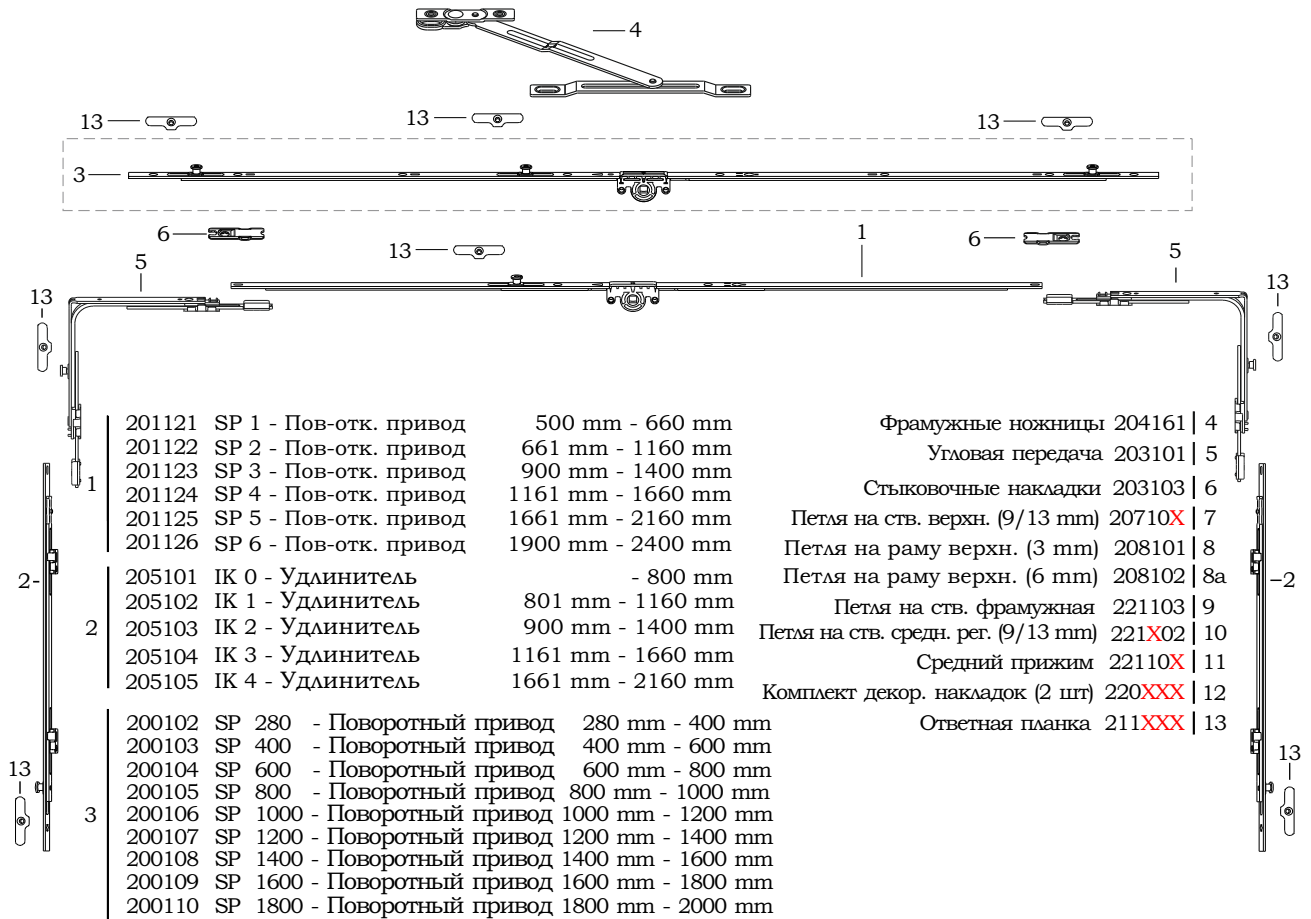 4
13
13
13
3
6
13
1
6
5
5
13
13
1
201121 SP 1 - Пов-отк. привод 500 mm - 660 mm
201122 SP 2 - Пов-отк. привод 661 mm - 1160 mm
201123 SP 3 - Пов-отк. привод 900 mm - 1400 mm
201124 SP 4 - Пов-отк. привод 1161 mm - 1660 mm
201125 SP 5 - Пов-отк. привод 1661 mm - 2160 mm
201126 SP 6 - Пов-отк. привод 1900 mm - 2400 mm
2
2
205101 IK 0 - Удлинитель - 800 mm
205102 IK 1 - Удлинитель 801 mm - 1160 mm
205103 IK 2 - Удлинитель 900 mm - 1400 mm
205104 IK 3 - Удлинитель 1161 mm - 1660 mm
205105 IK 4 - Удлинитель 1661 mm - 2160 mm
3
200102 SP 280 - Поворотный привод 280 mm - 400 mm
200103 SP 400 - Поворотный привод 400 mm - 600 mm
200104 SP 600 - Поворотный привод 600 mm - 800 mm
200105 SP 800 - Поворотный привод 800 mm - 1000 mm
200106 SP 1000 - Поворотный привод 1000 mm - 1200 mm
200107 SP 1200 - Поворотный привод 1200 mm - 1400 mm
200108 SP 1400 - Поворотный привод 1400 mm - 1600 mm
200109 SP 1600 - Поворотный привод 1600 mm - 1800 mm
200110 SP 1800 - Поворотный привод 1800 mm - 2000 mm
13
Фрамужные ножницы 204161 | 4
Угловая передача 203101 | 5
Стыковочные накладки 203103 | 6
Петля на ств. верхн. (9/13 mm) 20710X | 7
Петля на раму верхн. (3 mm) 208101 | 8
Петля на раму верхн. (6 mm) 208102 | 8a
Петля на ств. фрамужная 221103 | 9
Петля на ств. средн. рег. (9/13 mm) 221X02 | 10
Средний прижим 22110X | 11
Комплект декор. накладок (2 шт) 220XXX | 12
Ответная планка 211XXX | 13
2
13